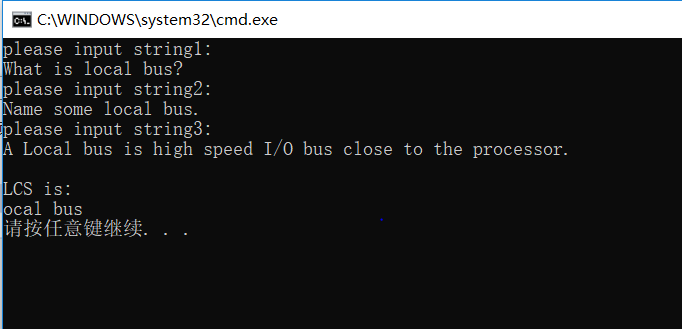 C:\WINDOWS\system32\cmd.exe
please input string1:
What is local bus?
please input string2:
Name some local bus.
please input string3:
A Local bus is high speed I/O bus close to the processor.
LCS is:
ocal bus
请按任意键继续. . .